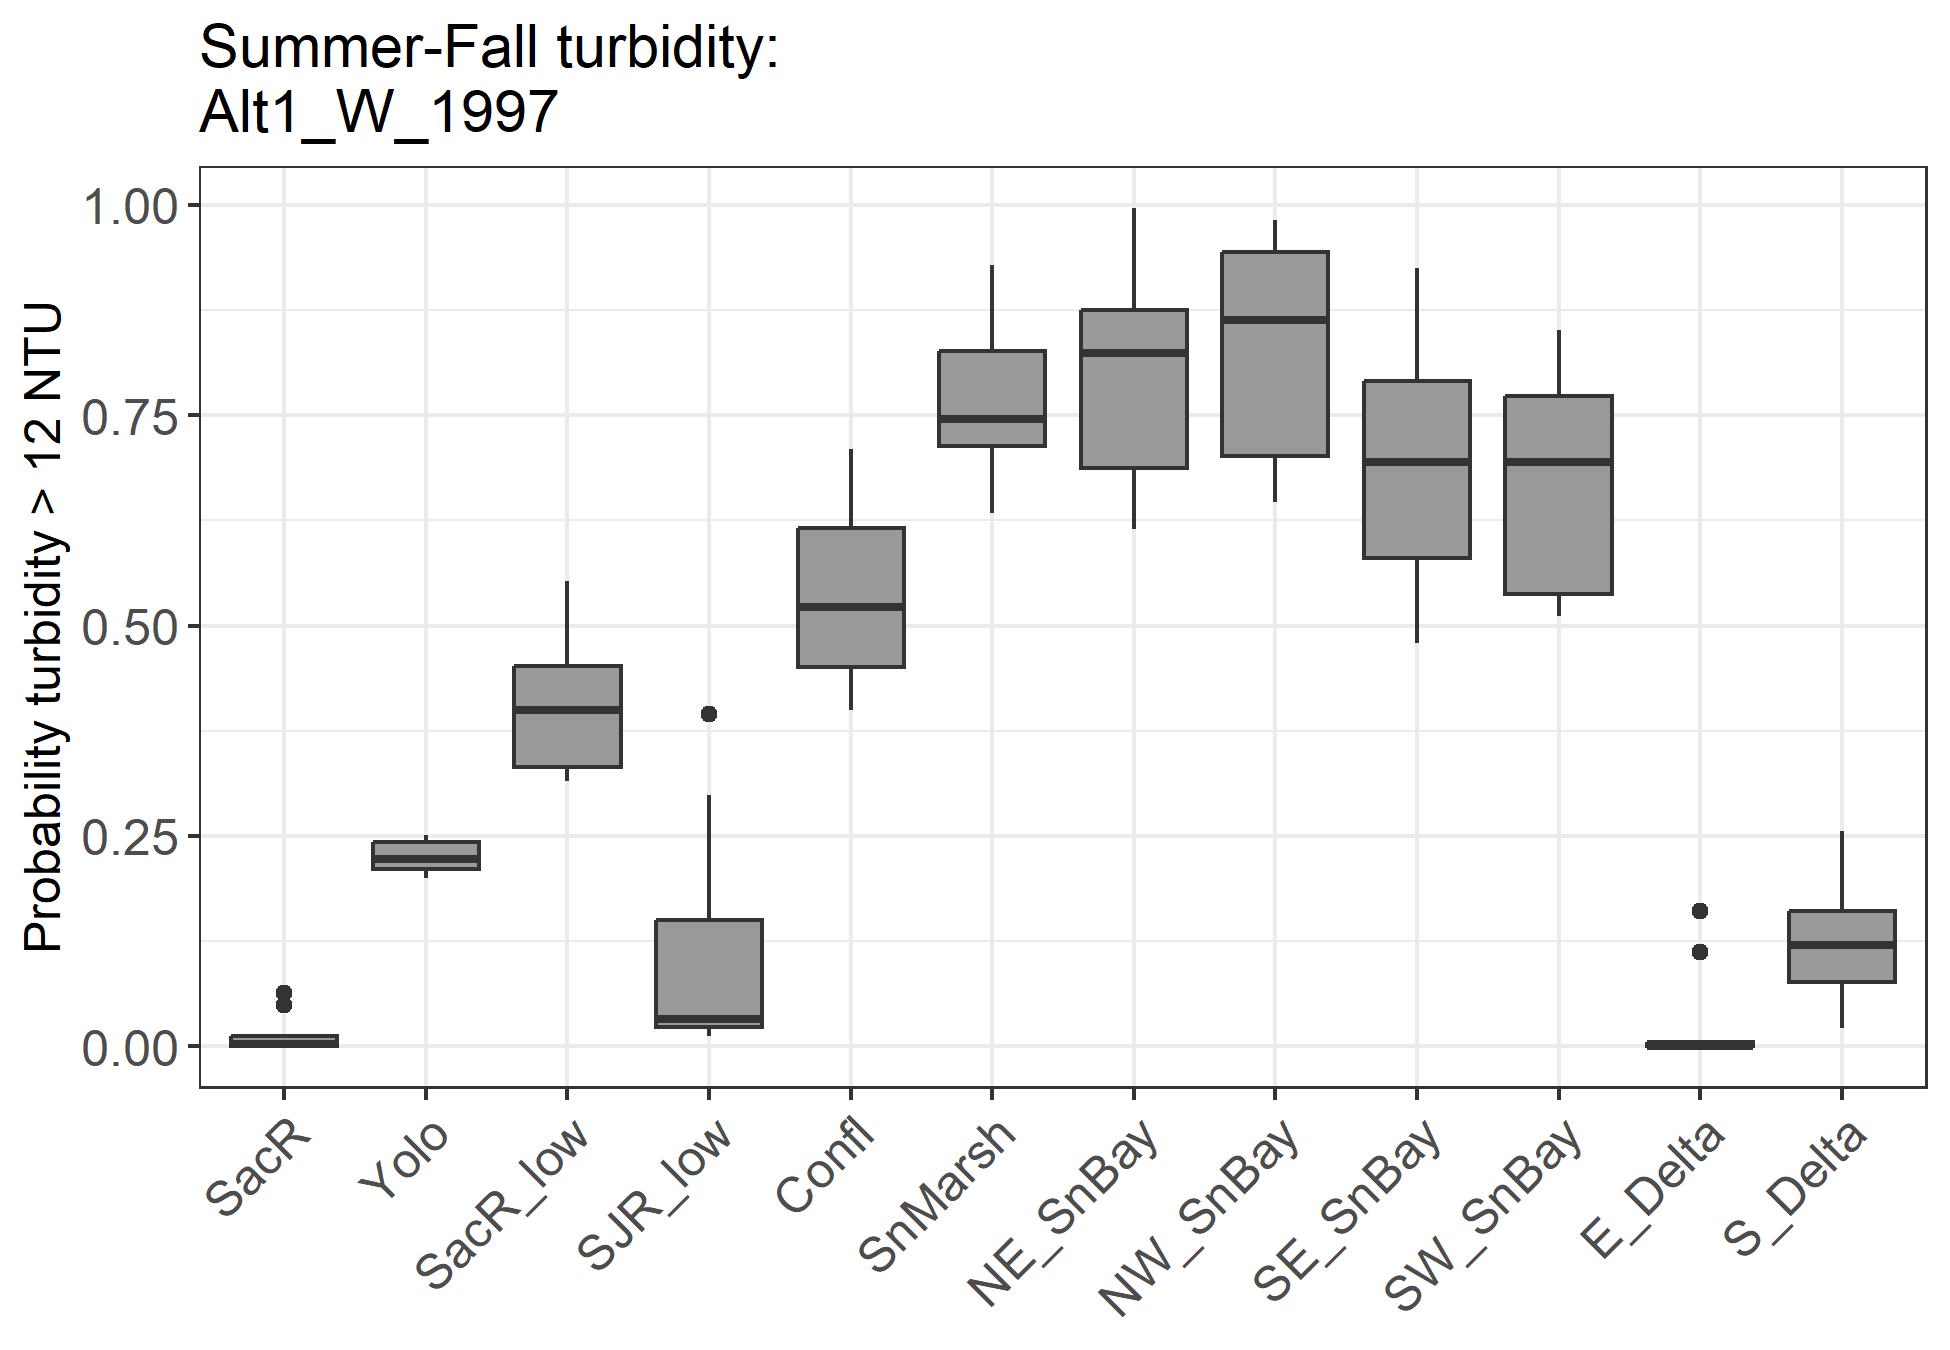 Summer-Fall turbidity:
Alt1_W_1997
Probability turbidity > 12 NTU
1.00
0.75
0.50
0.25
0.00
SacR
Yolo
SacR_low
SJR_low
Confl
SnMarsh
NE_SnBay
NW_SnBay
SE_SnBay
SW_SnBay
E_Delta
S_Delta